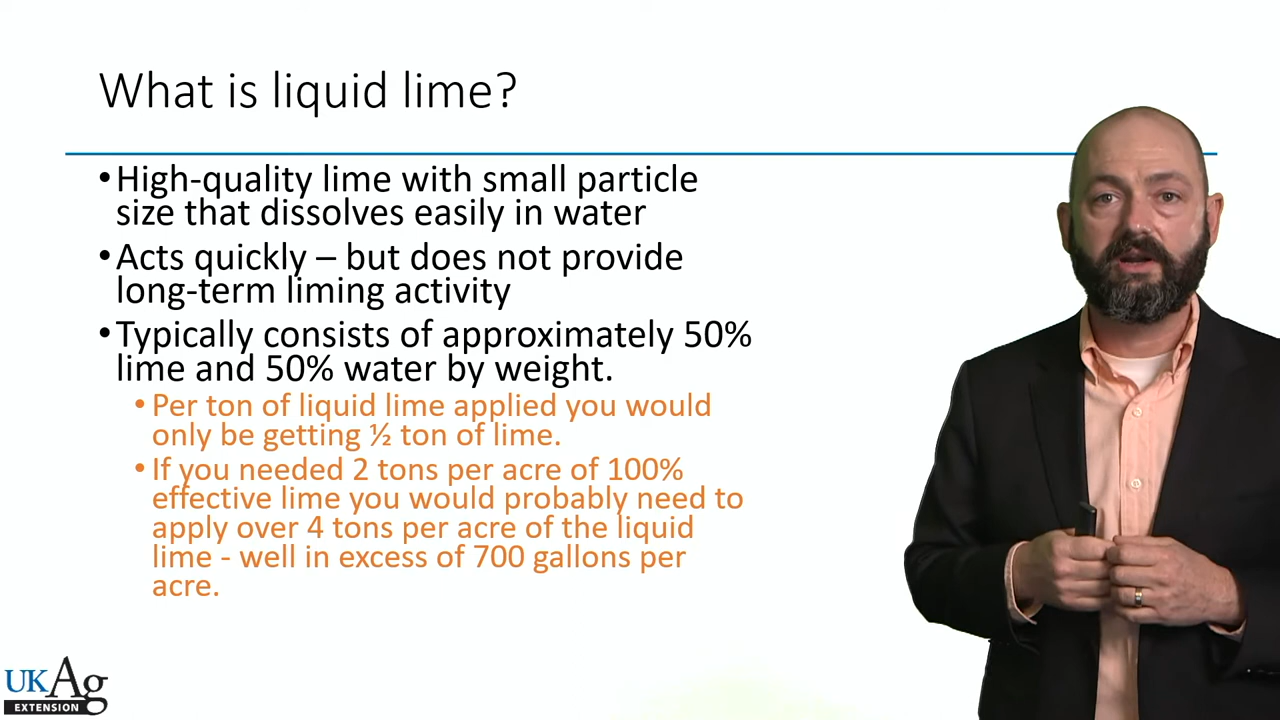 What is liquid lime?
•High-quality lime with small particle
size that dissolves easily in water
•Acts quickly – but does not provide
long-term liming activity
•Typically consists of approximately 50%
lime and 50% water by weight.
•Per ton of liquid lime applied you would
only be getting ½ ton of lime.
•If you needed 2 tons per acre of 100%
effective lime you would probably need to
apply over 4 tons per acre of the liquid
lime - well in excess of 700 gallons per
acre.
UKAg
EXTENSION